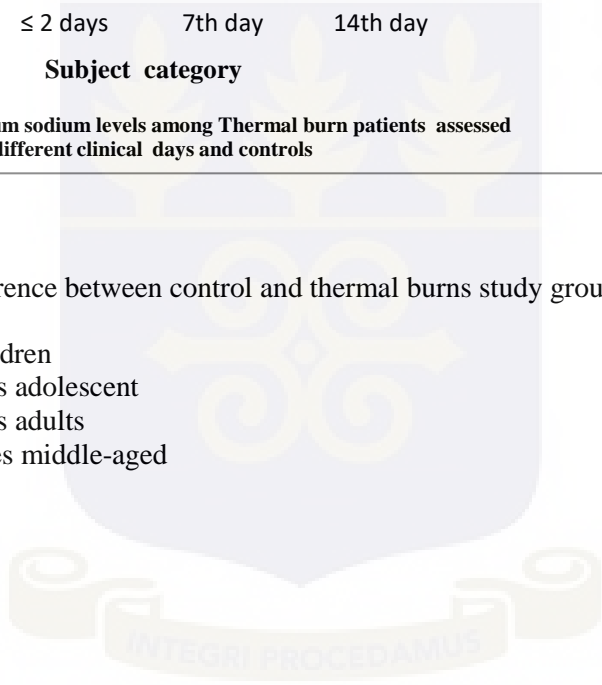 ≤ 2 days 7th day 14th day
Subject category
um sodium levels among Thermal burn patients assessed
different clinical days and controls
rence between control and thermal burns study grou
dren
s adolescent
s adults
es middle-aged
INTEGRI PROCEDAMUS